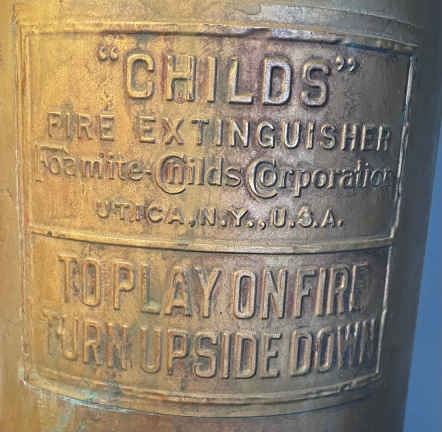 "CHILDS"
FIRE EXTINGUISHER
Foamite-Childs Corporation
UTICA, N.Y., U.S.A.
TO PLAY ON FIRE
TURN UPSIDE DOWN